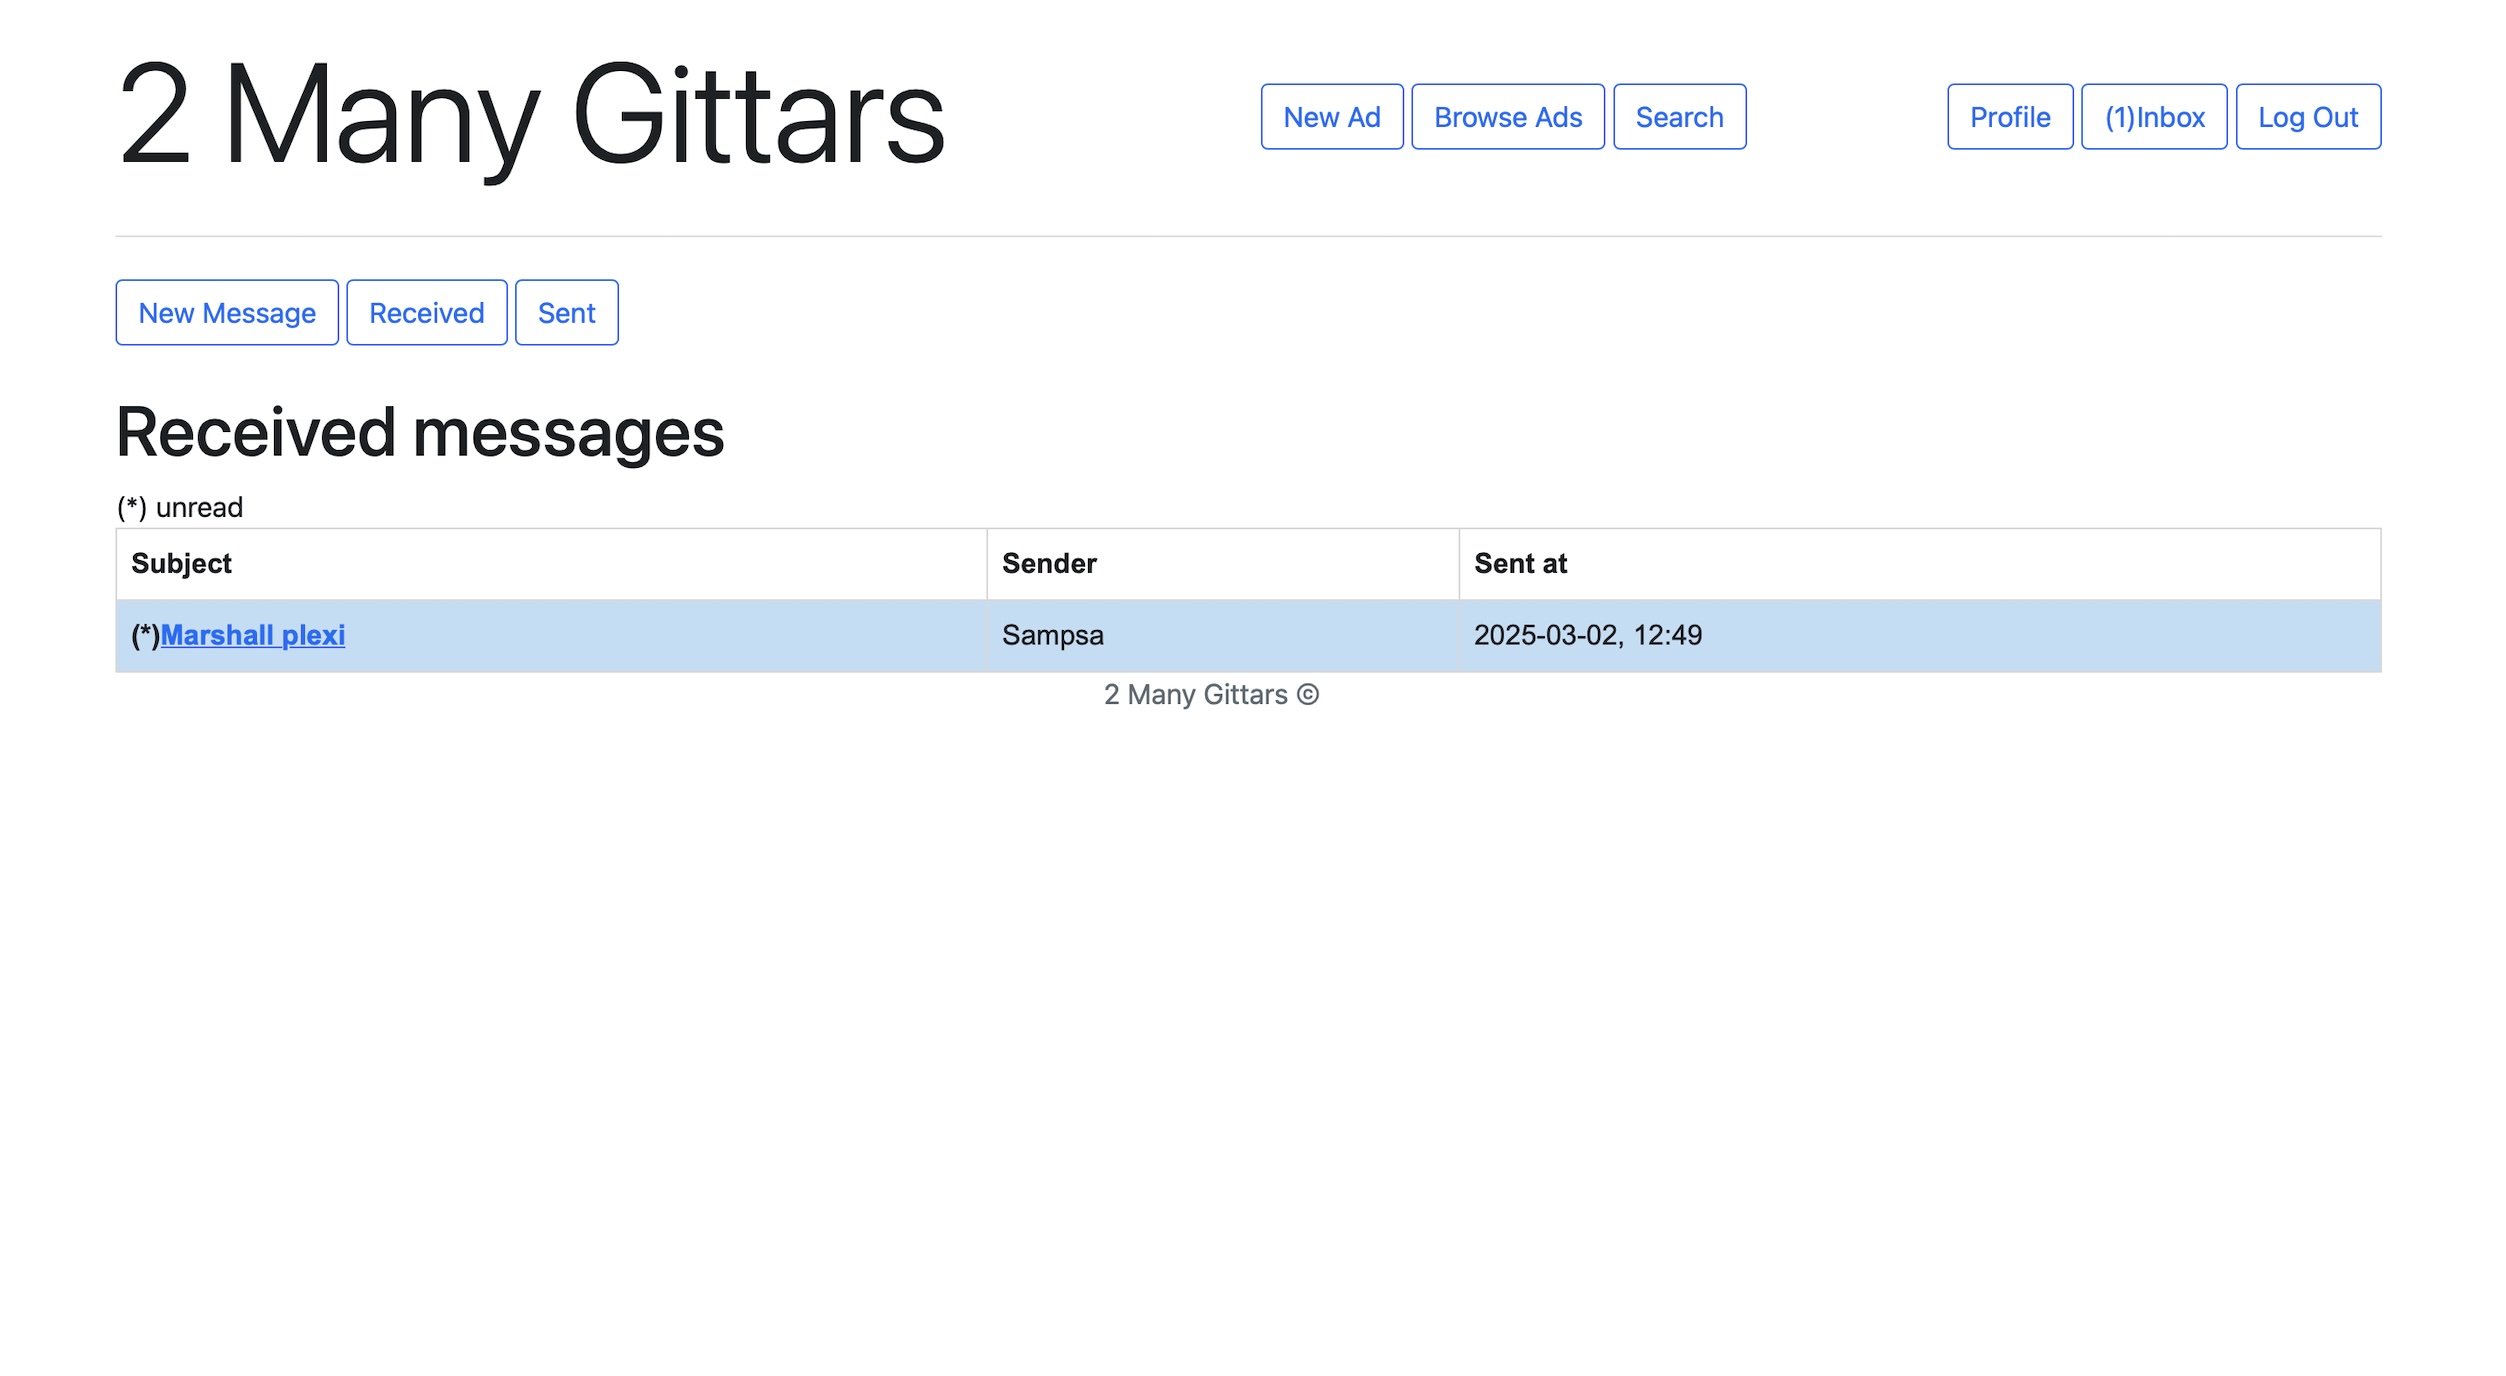 2 Many Gittars
New Ad Browse Ads Search Profile (1)Inbox Log Out
New Message Received Sent
Received messages
(*) unread
Subject Sender Sent at
(*)Marshall plexi Sampsa 2025-03-02, 12:49
2 Many Gittars ©